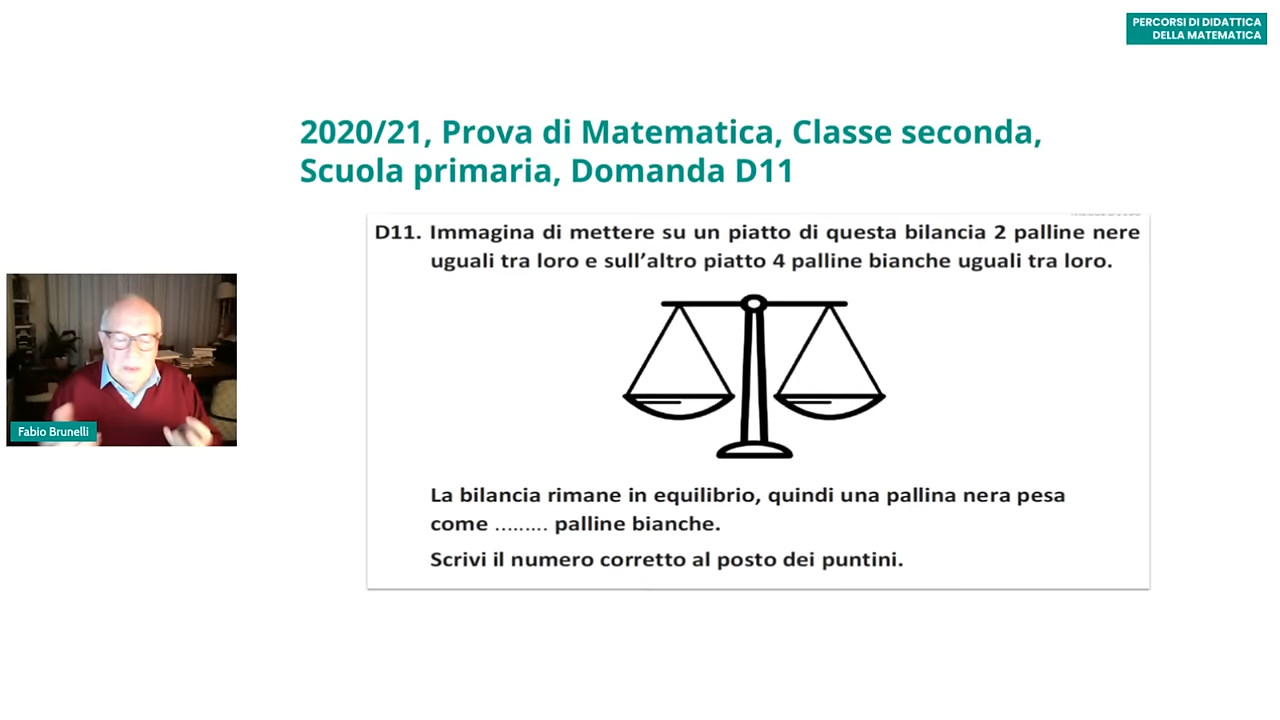 PERCORSI DI DIDATTICA
DELLA MATEMATICA
2020/21, Prova di Matematica, Classe seconda,
Scuola primaria, Domanda D11
D11. Immagina di mettere su un piatto di questa bilancia 2 palline nere
uguali tra loro e sull’altro piatto 4 palline bianche uguali tra loro.
Fabio Brunelli
La bilancia rimane in equilibrio, quindi una pallina nera pesa
come ......... palline bianche.
Scrivi il numero corretto al posto dei puntini.